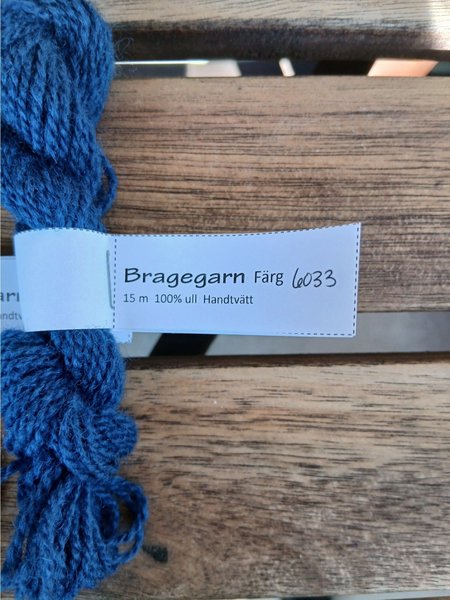 Bragegarn Färg 6033
15 m 100% ull Handtvätt